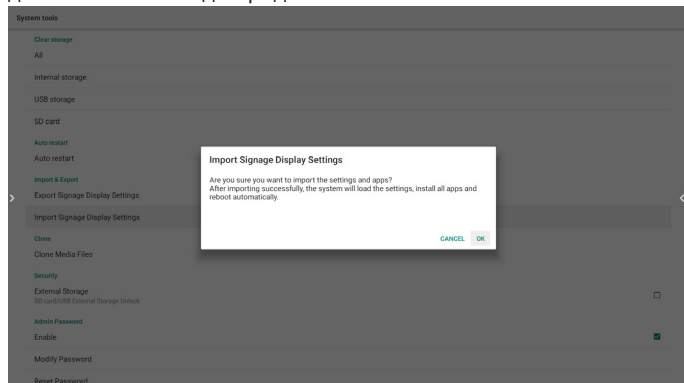 System tools
Clear storage
All
Internal storage
USB storage
SD card
Auto restart
Auto restart
Import & Export
Export Signage Display Settings
Import Signage Display Settings
Clone
Clone Media Files
Security
External Storage
SD card/USB External Storage Unlock
Admin Password
Enable
Modify Password
Reset Password
Import Signage Display Settings
Are you sure you want to import the settings and apps?
After importing successfully, the system will load the settings, install all apps and
reboot automatically.
CANCEL OK